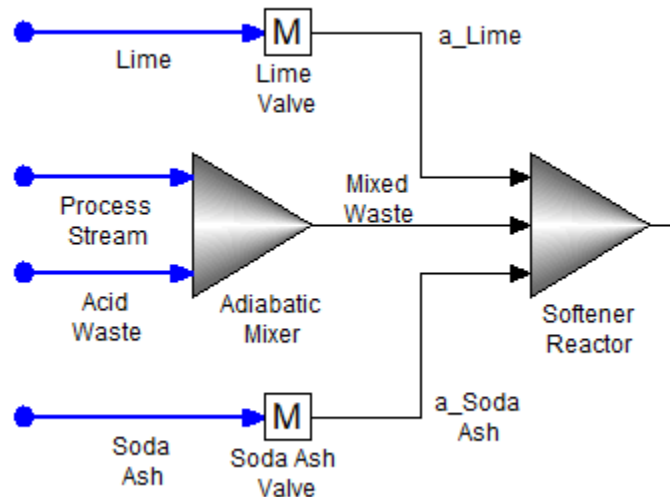 M
a_Lime
Lime
Lime
Valve
Process
Stream
Mixed
Waste
Acid
Waste
Adiabatic
Mixer
Softener
Reactor
M
a_Soda
Ash
Soda
Ash
Soda Ash
Valve